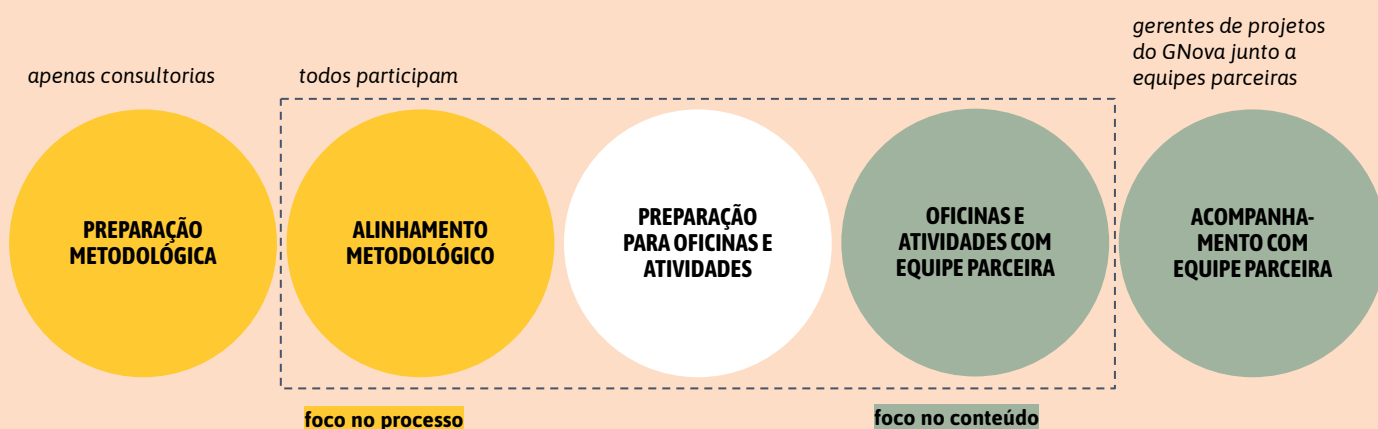 apenas consultorias
todos participam
gerentes de projetos
do GNova junto a
equipes parceiras
PREPARAÇÃO
METODOLÓGICA
ALINHAMENTO
METODOLÓGICO
PREPARAÇÃO
PARA OFICINAS E
ATIVIDADES
OFICINAS E
ATIVIDADES COM
EQUIPE PARCEIRA
ACOMPANHA-
MENTO COM
EQUIPE PARCEIRA
foco no processo
foco no conteúdo